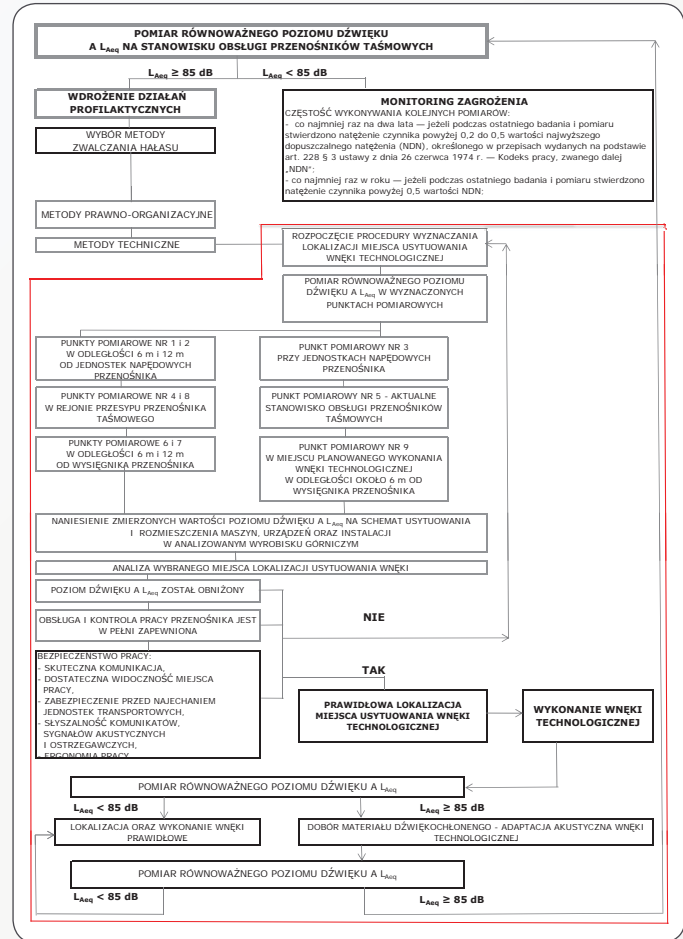 POMIAR RÓWNOWAŻNEGO POZIOMU DŹWIĘKU
A LAeq NA STANOWISKU OBSŁUGI PRZENOŚNIKÓW TAŚMOWYCH
LAeq ≥ 85 dB
LAeq < 85 dB
WDROŻENIE DZIAŁAŃ
PROFILAKTYCZNYCH
WYBÓR METODY
ZWALCZANIA HAŁASU
MONITORING ZAGROŻENIA
CZĘSTOŚĆ WYKONYWANIA KOLEJNYCH POMIARÓW:
- co najmniej raz na dwa lata — jeżeli podczas ostatniego badania i pomiaru
stwierdzono natężenie czynnika powyżej 0,2 do 0,5 wartości najwyższego
dopuszczalnego natężenia (NDN), określonego w przepisach wydanych na podstawie
art. 228 § 3 ustawy z dnia 26 czerwca 1974 r. — Kodeks pracy, zwanego dalej
„NDN”;
- co najmniej raz w roku — jeżeli podczas ostatniego badania i pomiaru stwierdzono
natężenie czynnika powyżej 0,5 wartości NDN;
METODY PRAWNO-ORGANIZACYJNE
METODY TECHNICZNE
ROZPOCZĘCIE PROCEDURY WYZNACZANIA
LOKALIZACJI MIEJSCA USYTUOWANIA
WNĘKI TECHNOLOGICZNEJ
POMIAR RÓWNOWAŻNEGO POZIOMU
DŹWIĘKU A LAeq W WYZNACZONYCH
PUNKTACH POMIAROWYCH
PUNKTY POMIAROWE NR 1 i 2
W ODLEGŁOŚCI 6 m i 12 m
OD JEDNOSTEK NAPĘDOWYCH
PRZENOŚNIKA
PUNKT POMIAROWY NR 3
PRZY JEDNOSTKACH NAPĘDOWYCH
PRZENOŚNIKA
PUNKTY POMIAROWE NR 4 i 8
W REJONIE PRZESYPU PRZENOŚNIKA
TAŚMOWEGO
PUNKT POMIAROWY NR 5 - AKTUALNE
STANOWISKO OBSŁUGI PRZENOŚNIKÓW
TAŚMOWYCH
PUNKTY POMIAROWE 6 i 7
W ODLEGŁOŚCI 6 m i 12 m
OD WYSIĘGNIKA PRZENOŚNIKA
PUNKT POMIAROWY NR 9
W MIEJSCU PLANOWANEGO WYKONANIA
WNĘKI TECHNOLOGICZNEJ
W ODLEGŁOŚCI OKOŁO 6 m OD
WYSIĘGNIKA PRZENOŚNIKA
NANIESIENIE ZMIERZONYCH WARTOŚCI POZIOMU DŹWIĘKU A LAeq NA SCHEMAT USYTUOWANIA
I ROZMIESZCZENIA MASZYN, URZĄDZEŃ ORAZ INSTALACJI
W ANALIZOWANYM WYROBISKU GÓRNICZYM
ANALIZA WYBRANEGO MIEJSCA LOKALIZACJI USYTUOWANIA WNĘKI
POZIOM DŹWIĘKU A LAeq ZOSTAŁ OBNIŻONY
OBSŁUGA I KONTROLA PRACY PRZENOŚNIKA JEST
W PEŁNI ZAPEWNIONA
NIE
BEZPIECZEŃSTWO PRACY:
- SKUTECZNA KOMUNIKACJA,
- DOSTATECZNA WIDOCZNOŚĆ MIEJSCA
PRACY,
- ZABEZPIECZENIE PRZED NAJECHANIEM
JEDNOSTEK TRANSPORTOWYCH,
- SŁYSZALNOŚĆ KOMUNIKATÓW,
SYGNAŁÓW AKUSTYCZNYCH
I OSTRZEGAWCZYCH,
- ERGONOMIA PRACY
TAK
PRAWIDŁOWA LOKALIZACJA
MIEJSCA USYTUOWANIA WNĘKI
TECHNOLOGICZNEJ
WYKONANIE WNĘKI
TECHNOLOGICZNEJ
POMIAR RÓWNOWAŻNEGO POZIOMU DŹWIĘKU A LAeq
LAeq < 85 dB
LAeq ≥ 85 dB
LOKALIZACJA ORAZ WYKONANIE WNĘKI
PRAWIDŁOWE
DOBÓR MATERIAŁU DŹWIĘKOCHŁONENGO - ADAPTACJA AKUSTYCZNA WNĘKI
TECHNOLOGICZNEJ
POMIAR RÓWNOWAŻNEGO POZIOMU DŹWIĘKU A LAeq
LAeq < 85 dB
LAeq ≥ 85 dB